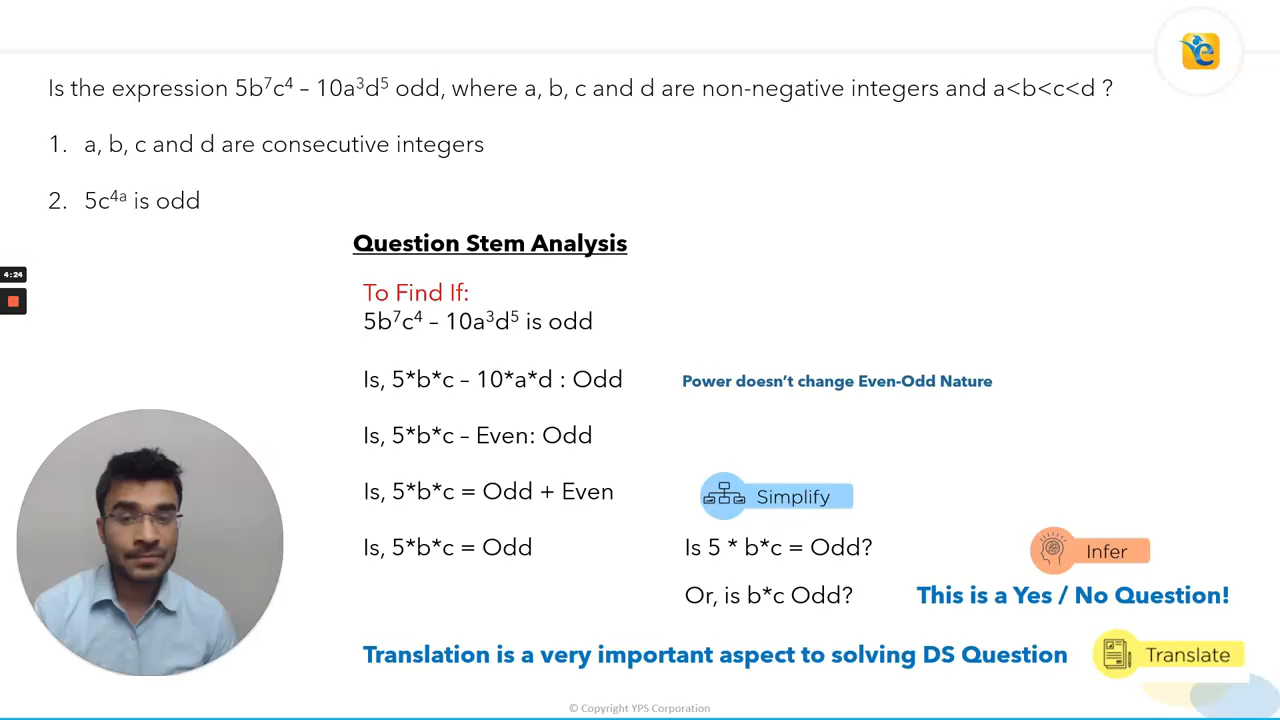 Is the expression 5b⁷c⁴ – 10a³d⁵ odd, where a, b, c and d are non-negative integers and a<b<c<d ?
1. a, b, c and d are consecutive integers
2. 5c⁴ᵃ is odd
Question Stem Analysis
4:24
To Find If:
5b⁷c⁴ – 10a³d⁵ is odd
Is, 5*b*c – 10*a*d : Odd
Power doesn’t change Even-Odd Nature
Is, 5*b*c – Even: Odd
Is, 5*b*c = Odd + Even
Simplify
Is, 5*b*c = Odd
Is 5 * b*c = Odd?
Infer
Or, is b*c Odd?
This is a Yes / No Question!
Translation is a very important aspect to solving DS Question
Translate
© Copyright YPS Corporation